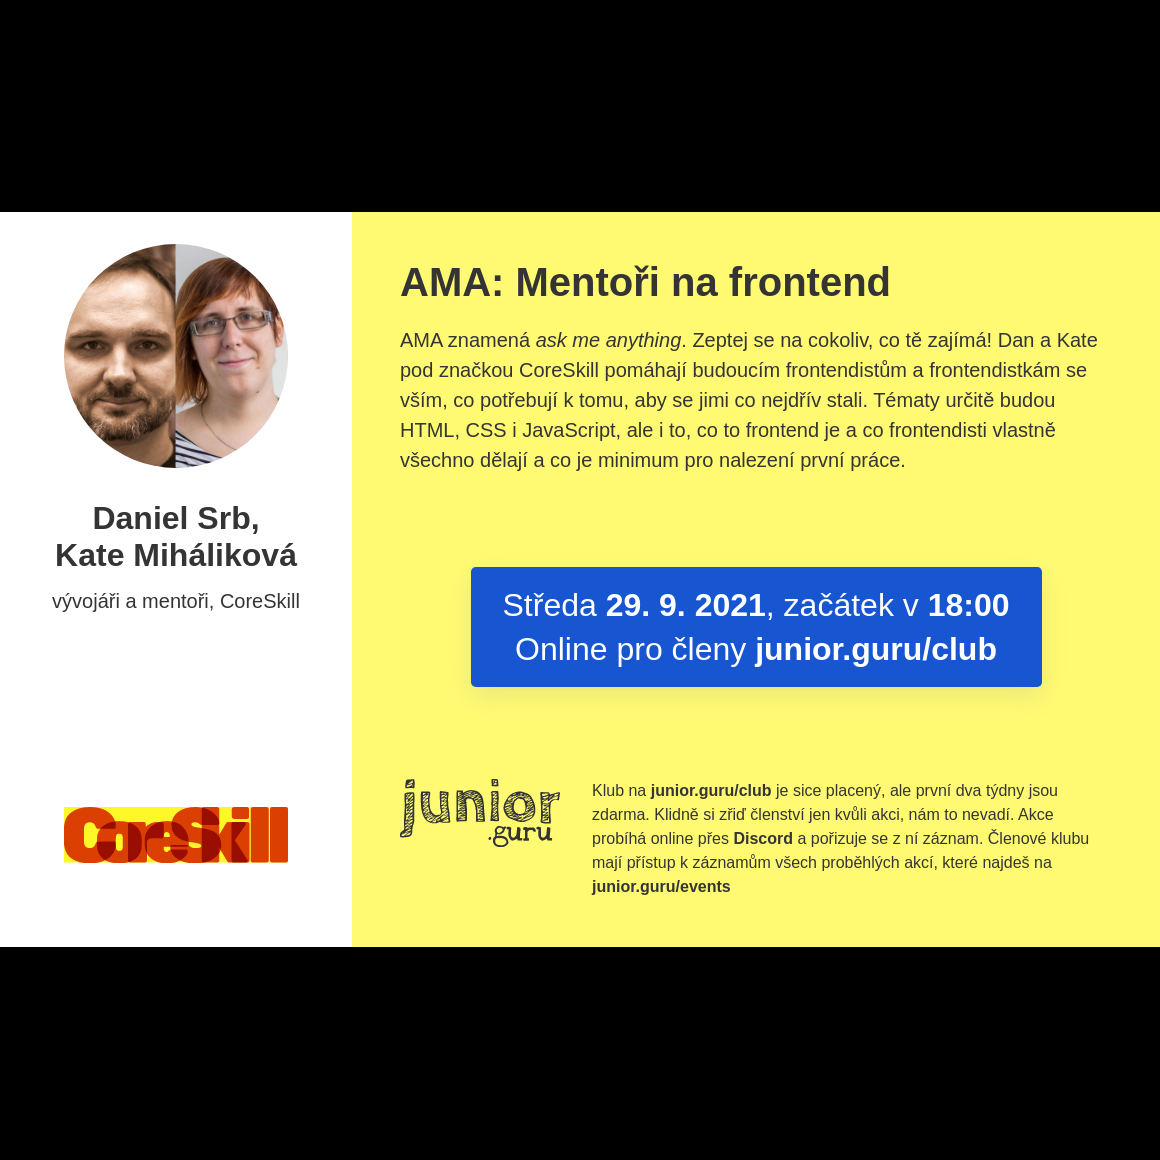 Daniel Srb,
Kate Miháliková
vývojáři a mentoři, CoreSkill
CoreSkill
AMA: Mentoři na frontend
AMA znamená ask me anything. Zeptej se na cokoliv, co tě zajímá! Dan a Kate
pod značkou CoreSkill pomáhají budoucím frontendistům a frontendistkám se
vším, co potřebují k tomu, aby se jimi co nejdřív stali. Tématy určitě budou
HTML, CSS i JavaScript, ale i to, co to frontend je a co frontendisti vlastně
všechno dělají a co je minimum pro nalezení první práce.
Středa 29. 9. 2021, začátek v 18:00
Online pro členy junior.guru/club
junior
.guru
Klub na junior.guru/club je sice placený, ale první dva týdny jsou
zdarma. Klidně si zřiď členství jen kvůli akci, nám to nevadí. Akce
probíhá online přes Discord a pořizuje se z ní záznam. Členové klubu
mají přístup k záznamům všech proběhlých akcí, které najdeš na
junior.guru/events